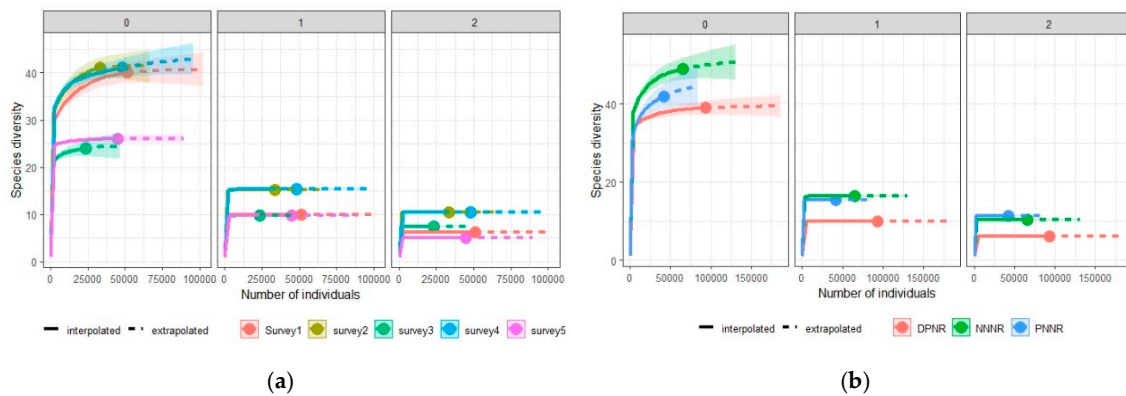 0 1 2
Species diversity
40
30
20
10
0
0 25000 50000 75000 100000 0 25000 50000 75000 100000 0 25000 50000 75000 100000
Number of individuals
interpolated extrapolated Survey1 survey2 survey3 survey4 survey5
(a)
0 1 2
Species diversity
40
20
0
0 50000 100000 150000 0 50000 100000 150000 0 50000 100000 150000
Number of individuals
interpolated extrapolated DPNR NNNR PNNR
(b)